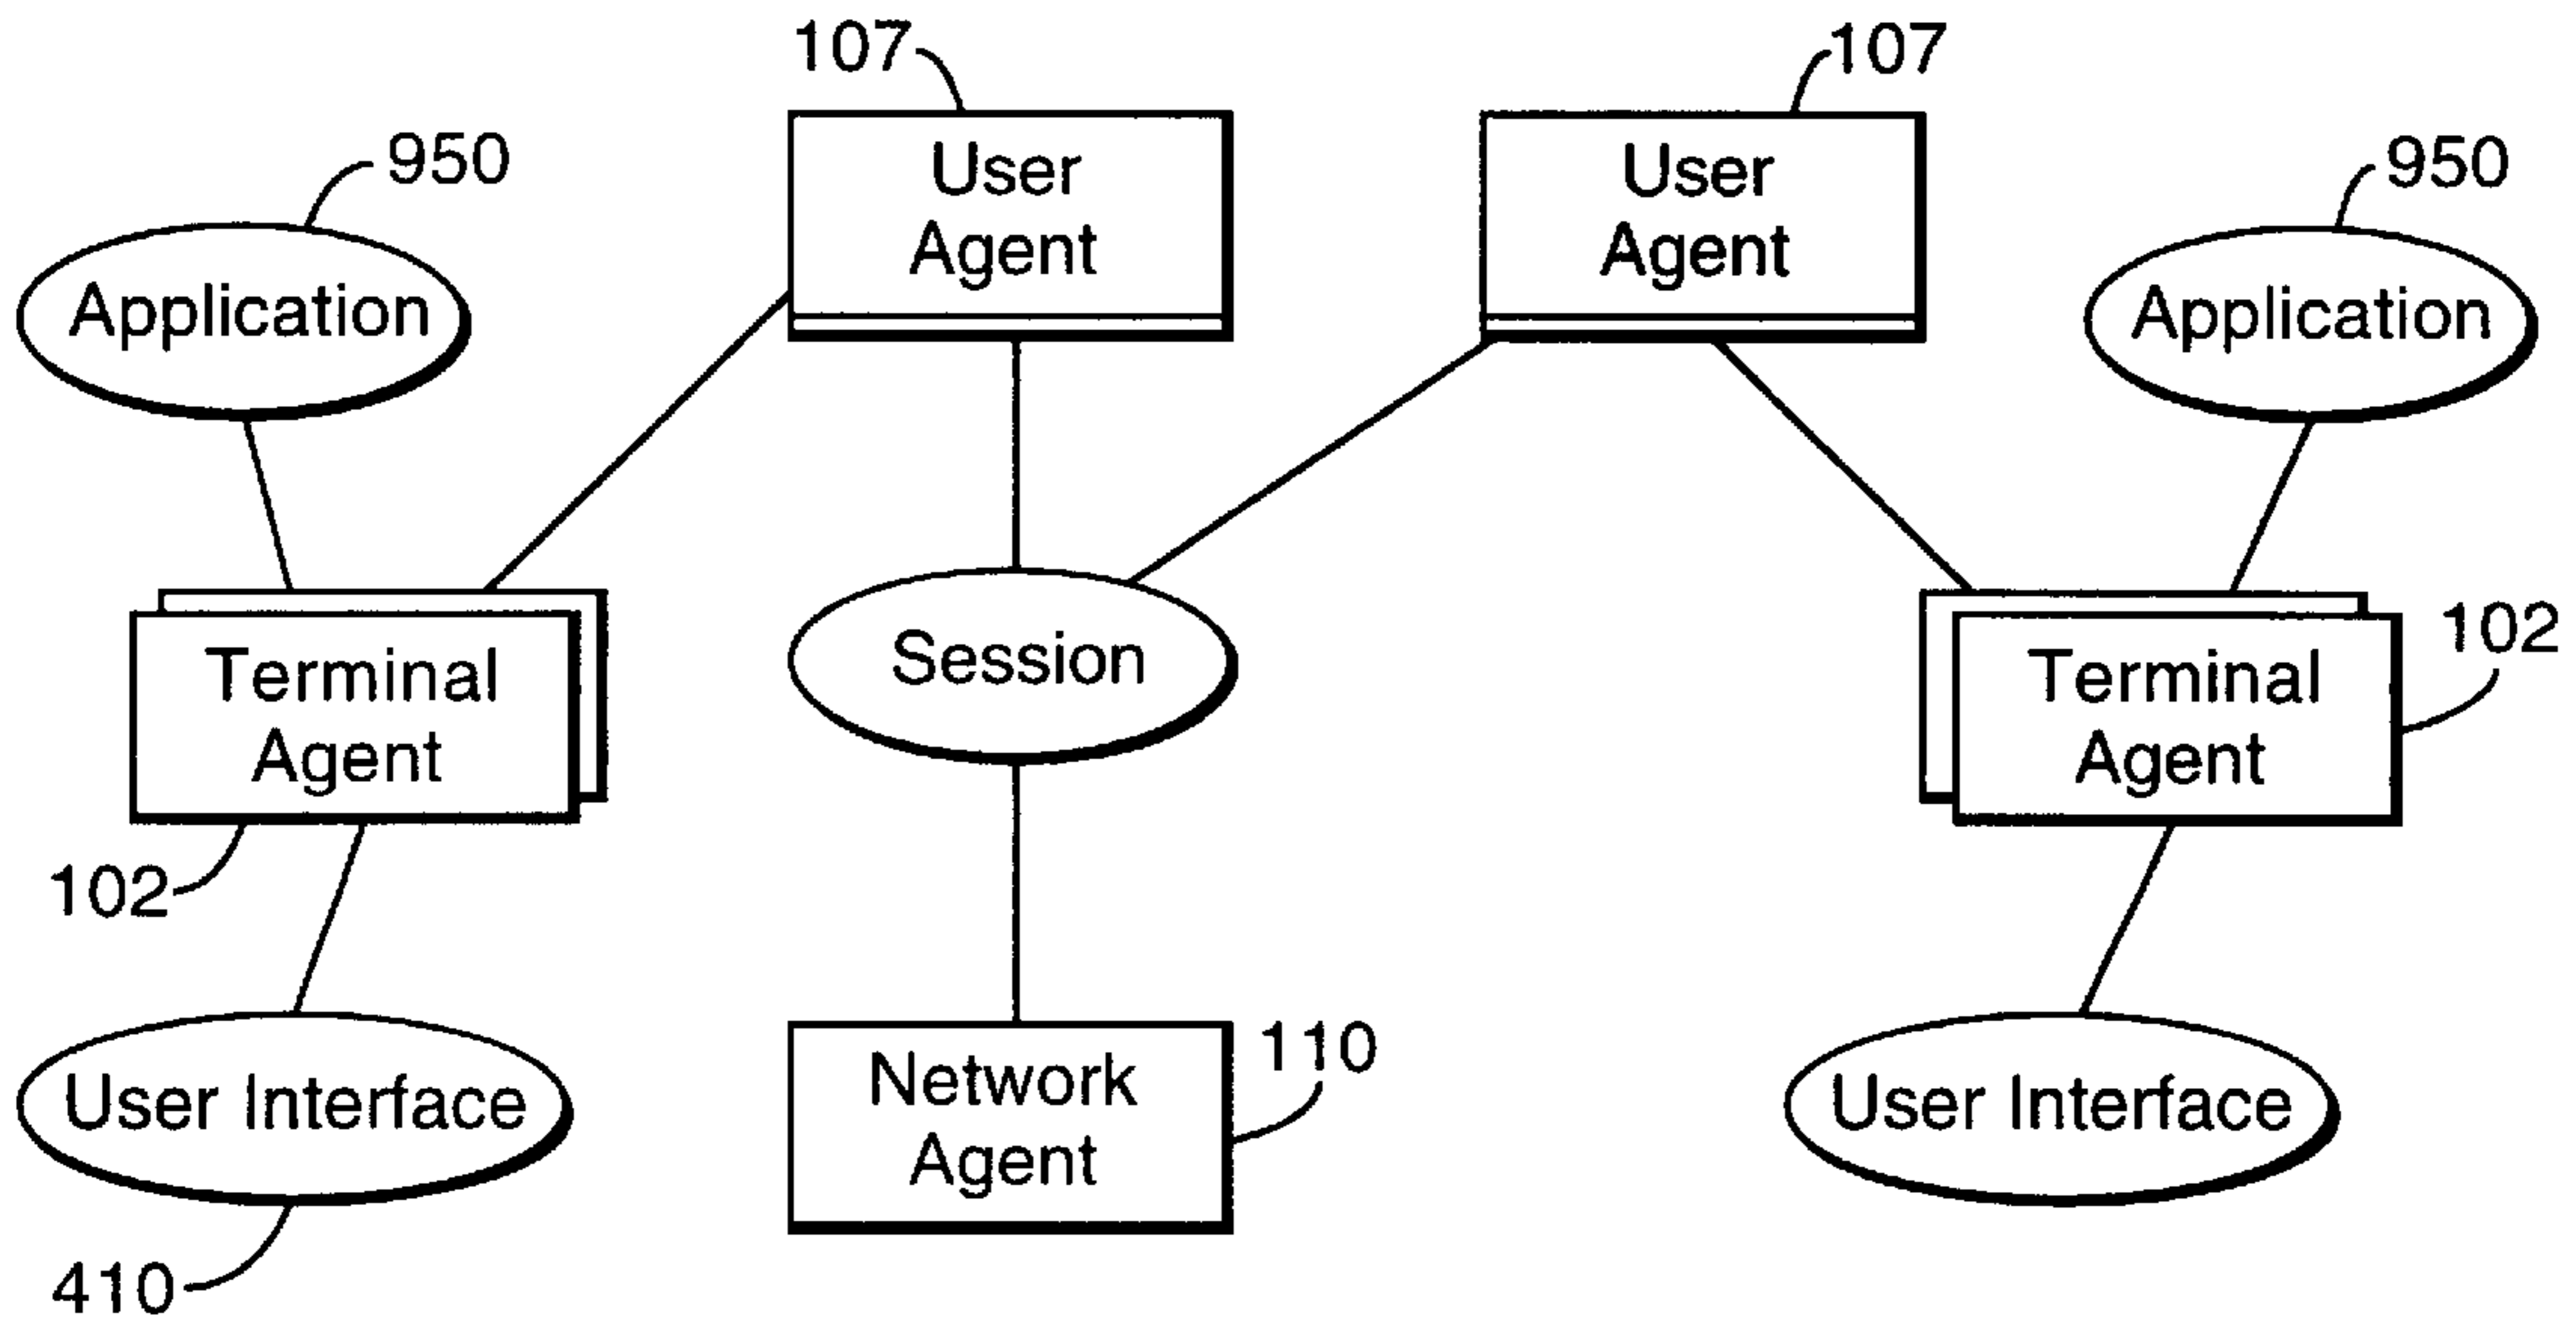 107
107
950
950
User
Agent
User
Agent
Application
Application
Terminal
Agent
Session
Terminal
Agent
102
102
User Interface
410
Network
Agent
110
User Interface